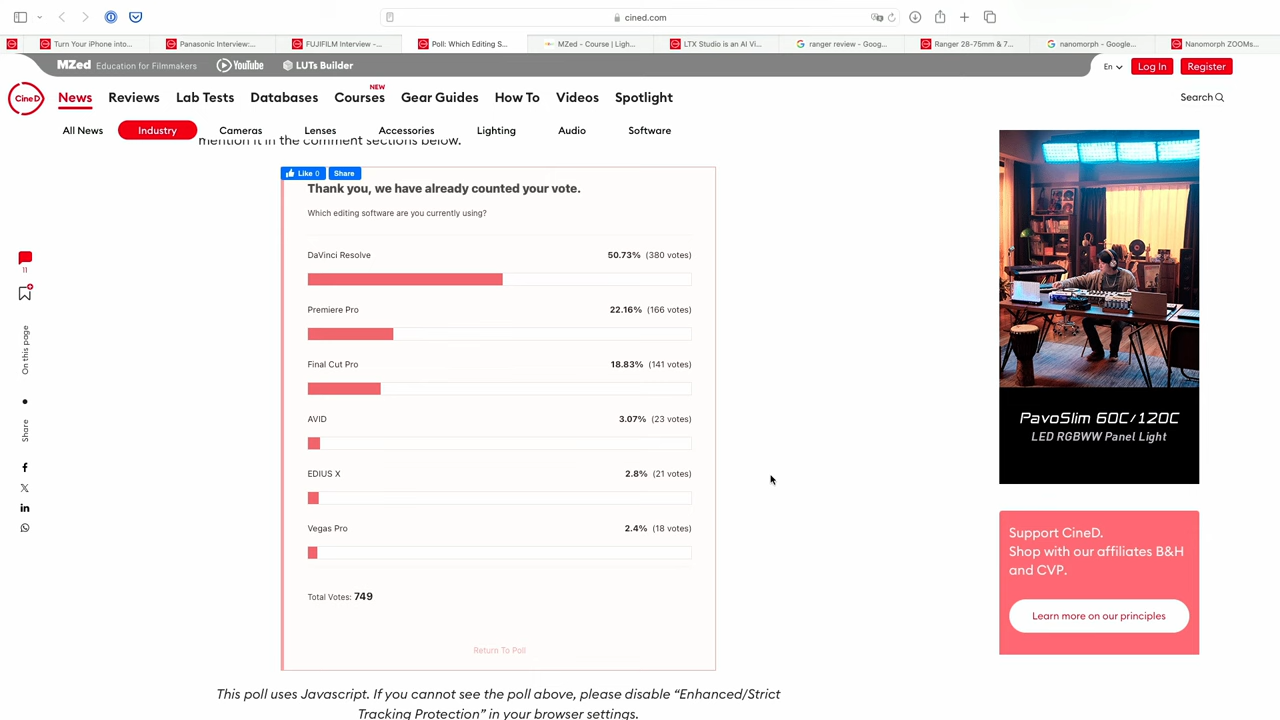 cined.com
Turn Your iPhone into...
Panasonic Interview:...
FUJIFILM Interview -...
Poll: Which Editing S...
MZed - Course | Ligh...
LTX Studio is an AI Vi...
ranger review - Goog...
Ranger 28-75mm & 7...
nanomorph - Google...
Nanomorph ZOOMs...
MZed Education for Filmmakers
YouTube
LUTs Builder
En
Log In
Register
CineD
News
Reviews
Lab Tests
Databases
Courses
NEW
Gear Guides
How To
Videos
Spotlight
Search
All News
Industry
Cameras
Lenses
Accessories
Lighting
Audio
Software
mention it in the comment sections below.
Like 0
Share
Thank you, we have already counted your vote.
Which editing software are you currently using?
DaVinci Resolve 50.73% (380 votes)
Premiere Pro 22.16% (166 votes)
Final Cut Pro 18.83% (141 votes)
AVID 3.07% (23 votes)
EDIUS X 2.8% (21 votes)
Vegas Pro 2.4% (18 votes)
Total Votes: 749
Return To Poll
This poll uses Javascript. If you cannot see the poll above, please disable “Enhanced/Strict
Tracking Protection” in your browser settings.
11
On this page
Share
PavoSlim 60C/120C
LED RGBWW Panel Light
Support CineD.
Shop with our affiliates B&H
and CVP.
Learn more on our principles